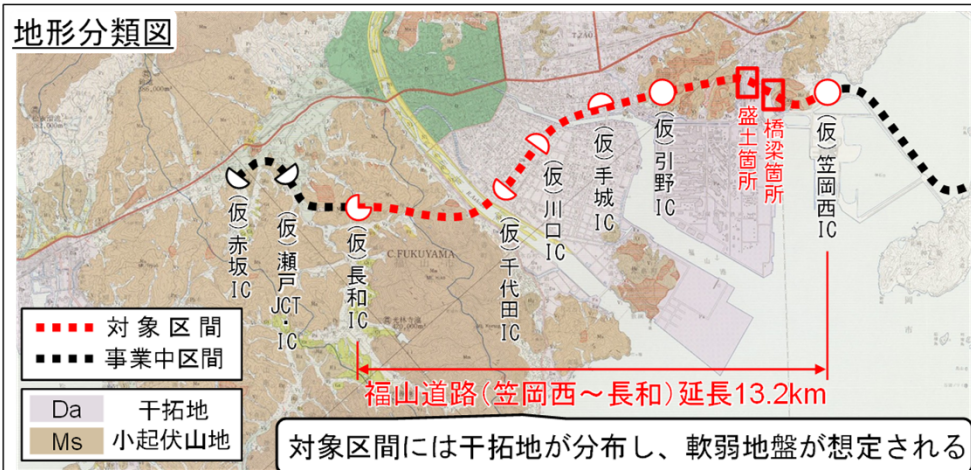 地形分類図
盛土箇所
橋梁箇所
(仮)赤坂IC
(仮)瀬戸JCT・IC
(仮)長和IC
(仮)千代田IC
(仮)川口IC
(仮)手城IC
(仮)引野IC
(仮)笠岡西IC
C.FUKUYAMA
対象区間
事業中区間
福山道路(笠岡西～長和)延長13.2km
Da 干拓地
Ms 小起伏山地
対象区間には干拓地が分布し、軟弱地盤が想定される